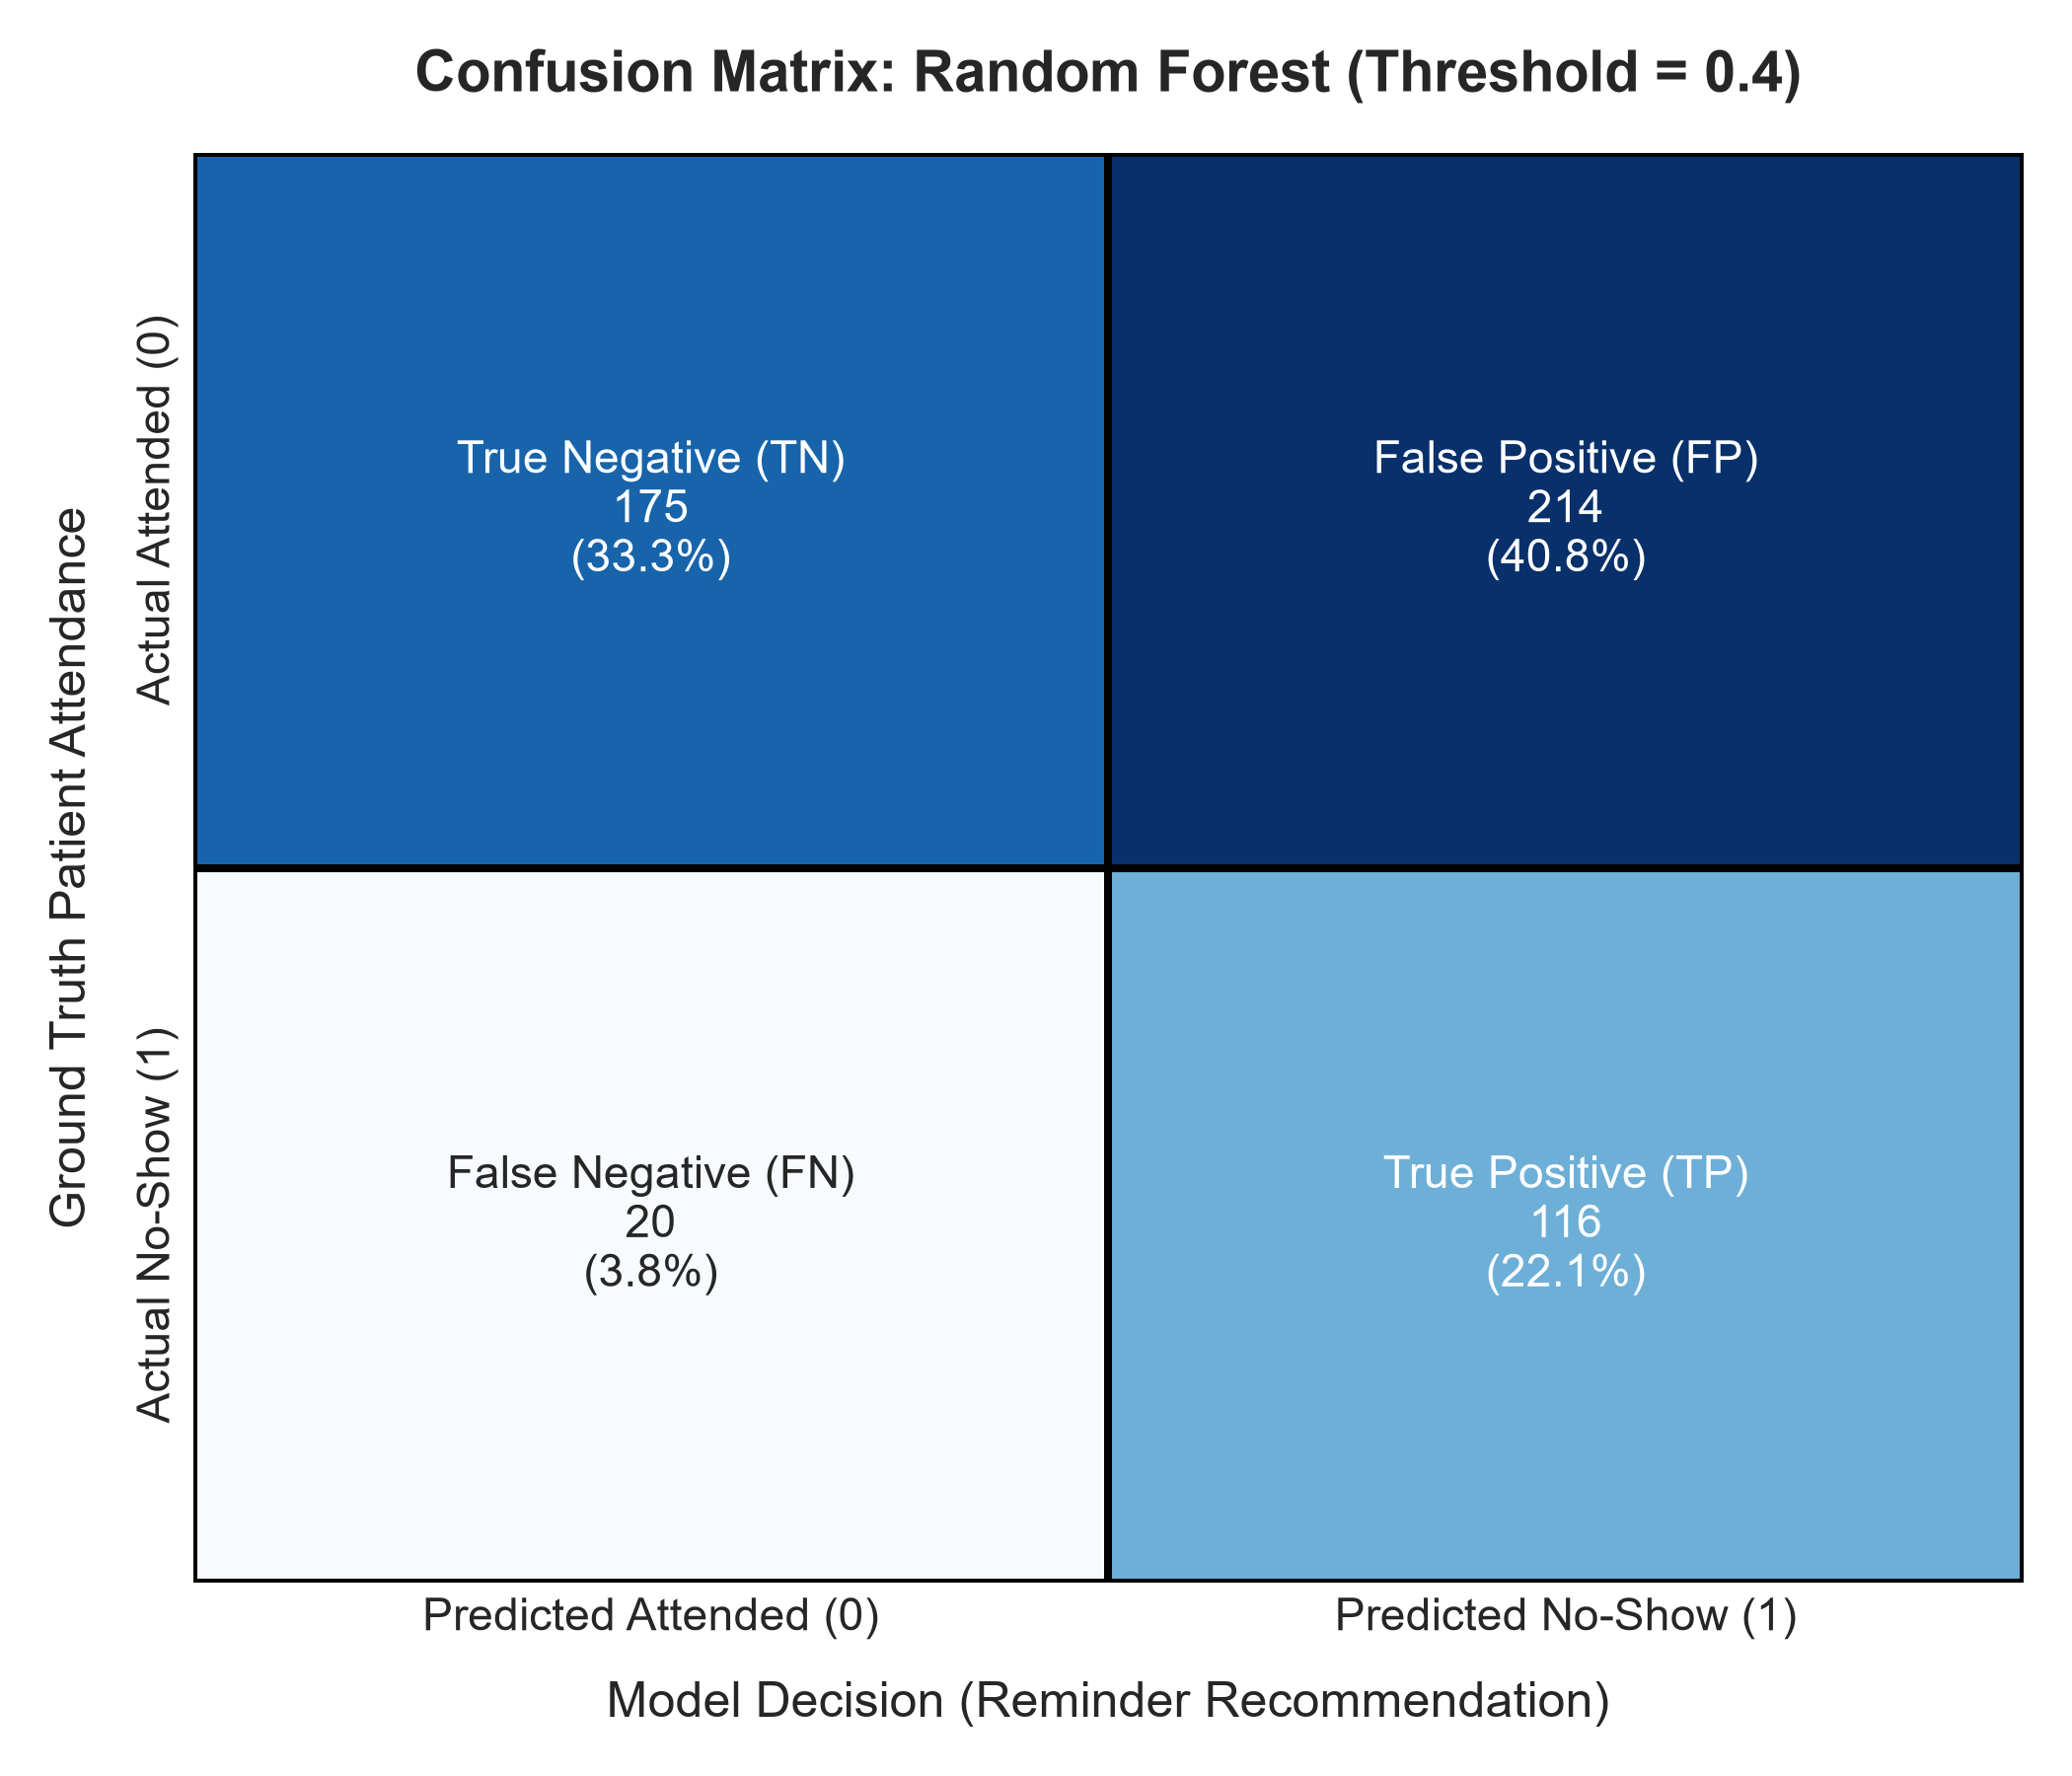 Confusion Matrix: Random Forest (Threshold = 0.4)
Ground Truth Patient Attendance
Actual Attended (0)
True Negative (TN)
175
(33.3%)
False Positive (FP)
214
(40.8%)
Actual No-Show (1)
False Negative (FN)
20
(3.8%)
True Positive (TP)
116
(22.1%)
Predicted Attended (0)
Predicted No-Show (1)
Model Decision (Reminder Recommendation)